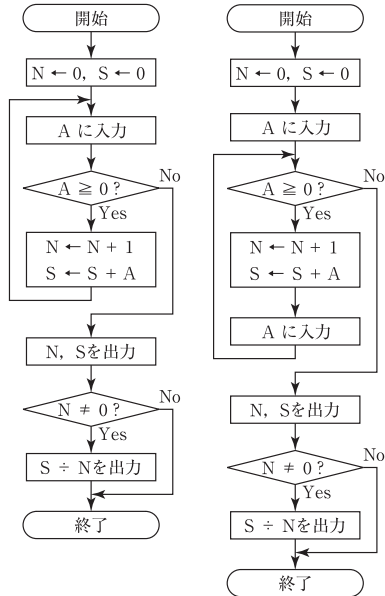 開始
N ← 0, S ← 0
A に入力
A ≧ 0 ?
No
Yes
N ← N + 1
S ← S + A
N, Sを出力
N ≠ 0 ?
No
Yes
S ÷ Nを出力
終了
開始
N ← 0, S ← 0
A に入力
A ≧ 0 ?
No
Yes
N ← N + 1
S ← S + A
A に入力
N, Sを出力
N ≠ 0 ?
No
Yes
S ÷ Nを出力
終了